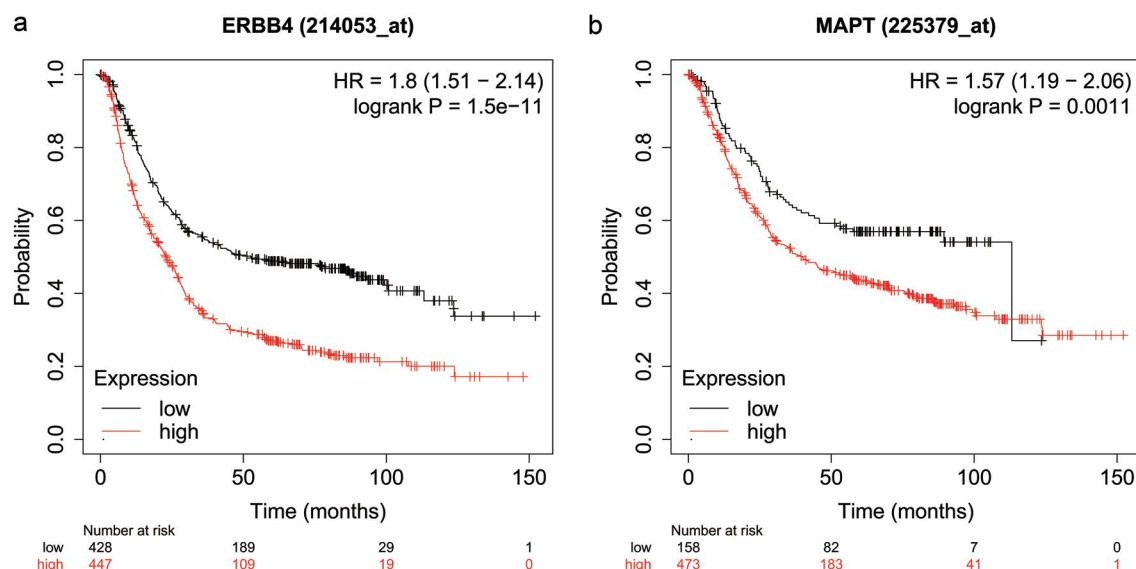 a
ERBB4 (214053_at)
HR = 1.8 (1.51 − 2.14)
logrank P = 1.5e−11
Probability
1.0
0.8
0.6
0.4
0.2
0.0
Expression
low
high
0 50 100 150
Time (months)
Number at risk
low 428 189 29 1
high 447 109 19 0
b
MAPT (225379_at)
HR = 1.57 (1.19 − 2.06)
logrank P = 0.0011
Probability
1.0
0.8
0.6
0.4
0.2
0.0
Expression
low
high
0 50 100 150
Time (months)
Number at risk
low 158 82 7 0
high 473 183 41 1